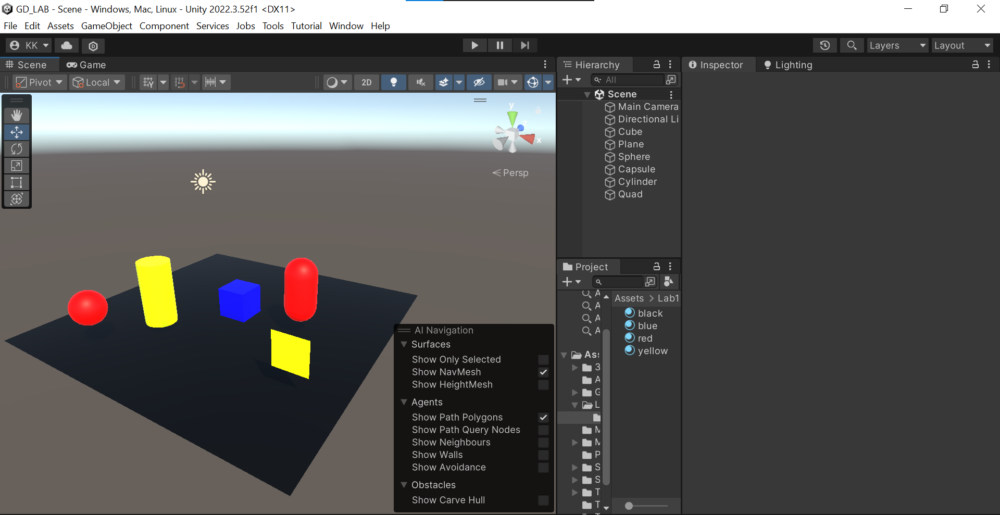 GD_LAB - Scene - Windows, Mac, Linux - Unity 2022.3.52f1 <DX11>
File Edit Assets GameObject Component Services Jobs Tools Tutorial Window Help
KK
Layers
Layout
Scene
Game
Pivot
Local
2D
y
z
x
Persp
AI Navigation
Surfaces
Show Only Selected
Show NavMesh
Show HeightMesh
Agents
Show Path Polygons
Show Path Query Nodes
Show Neighbours
Show Walls
Show Avoidance
Obstacles
Show Carve Hull
Hierarchy
All
Scene
Main Camera
Directional Li
Cube
Plane
Sphere
Capsule
Cylinder
Quad
Project
A
A
A
A
Ass
3
A
G
L
M
M
P
S
S
T
T
Assets > Lab1
black
blue
red
yellow
Inspector
Lighting